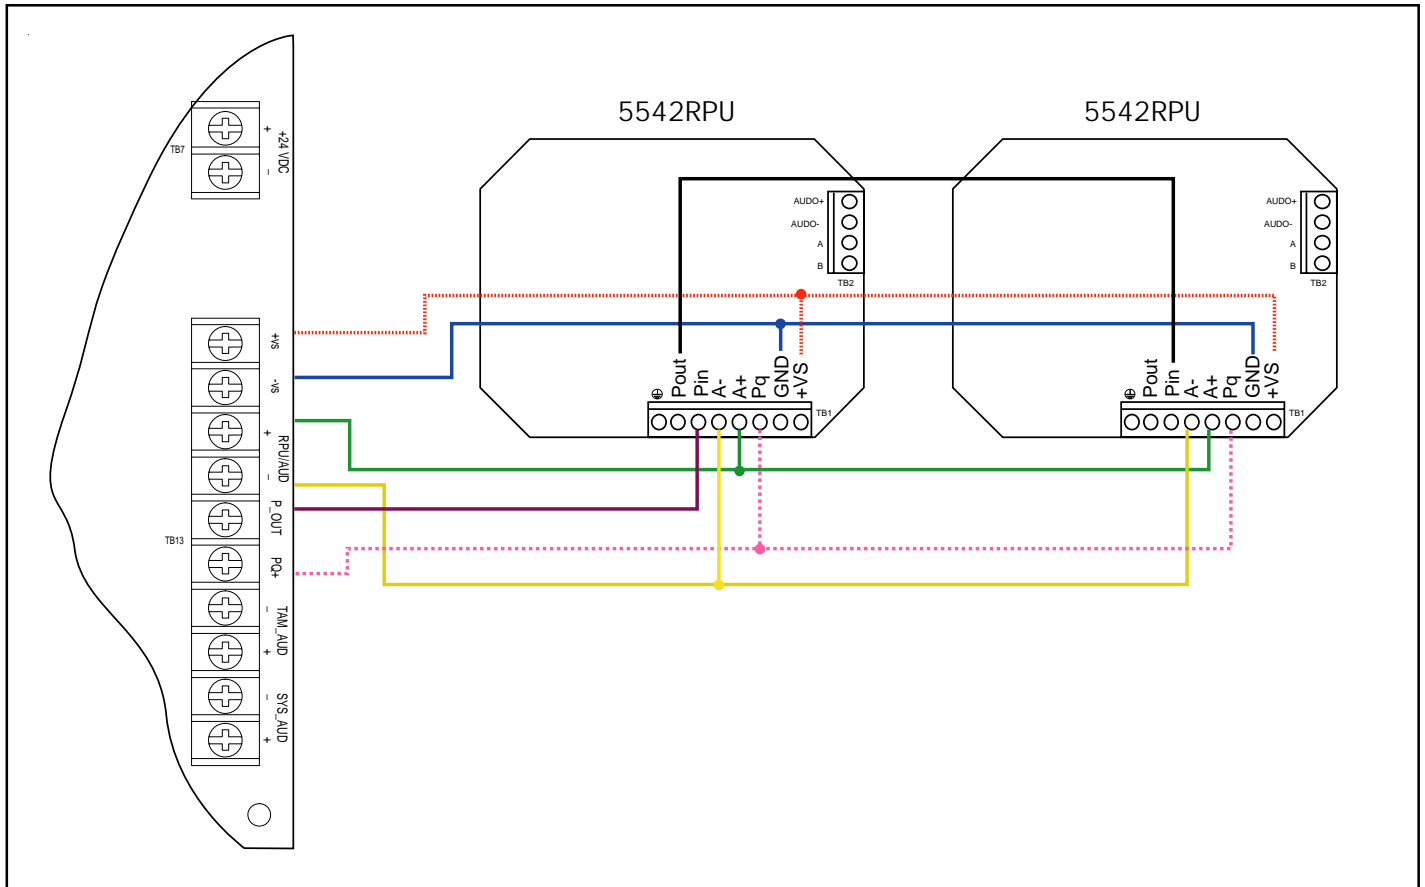 5542RPU
5542RPU
TB7
+
-
+24 VDC
AUDO+
AUDO-
A
B
TB2
AUDO+
AUDO-
A
B
TB2
Pout
Pin
A-
A+
Pq
GND
+VS
TB1
Pout
Pin
A-
A+
Pq
GND
+VS
TB1
TB13
+vs
-vs
+
RPU/AUD
-
P_OUT
PQ+
-
TAM_AUD
+
-
SYS_AUD
+